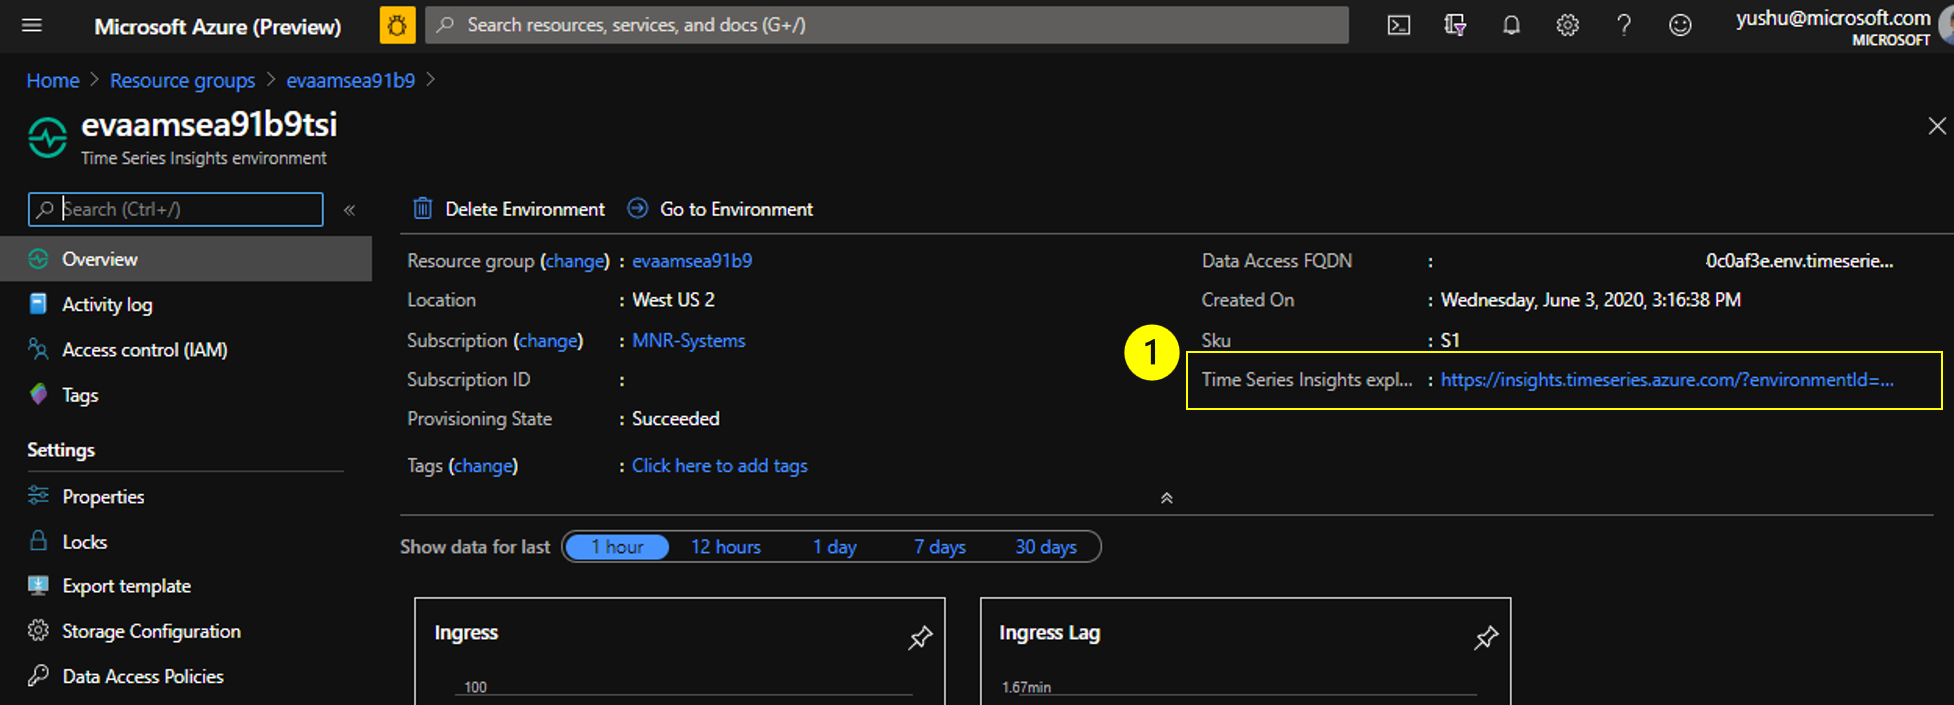 Microsoft Azure (Preview)
Search resources, services, and docs (G+/)
yushu@microsoft.com
MICROSOFT
Home > Resource groups > evaamsea91b9 >
evaamsea91b9tsi
Time Series Insights environment
Search (Ctrl+/)
«
Overview
Activity log
Access control (IAM)
Tags
Settings
Properties
Locks
Export template
Storage Configuration
Data Access Policies
Delete Environment
Go to Environment
Resource group (change) : evaamsea91b9
Location : West US 2
Subscription (change) : MNR-Systems
Subscription ID :
Provisioning State : Succeeded
Tags (change) : Click here to add tags
Data Access FQDN : 0c0af3e.env.timeserie...
Created On : Wednesday, June 3, 2020, 3:16:38 PM
Sku : S1
1
Time Series Insights expl... : https://insights.timeseries.azure.com/?environmentId=...
Show data for last 1 hour 12 hours 1 day 7 days 30 days
Ingress
100
Ingress Lag
1.67min